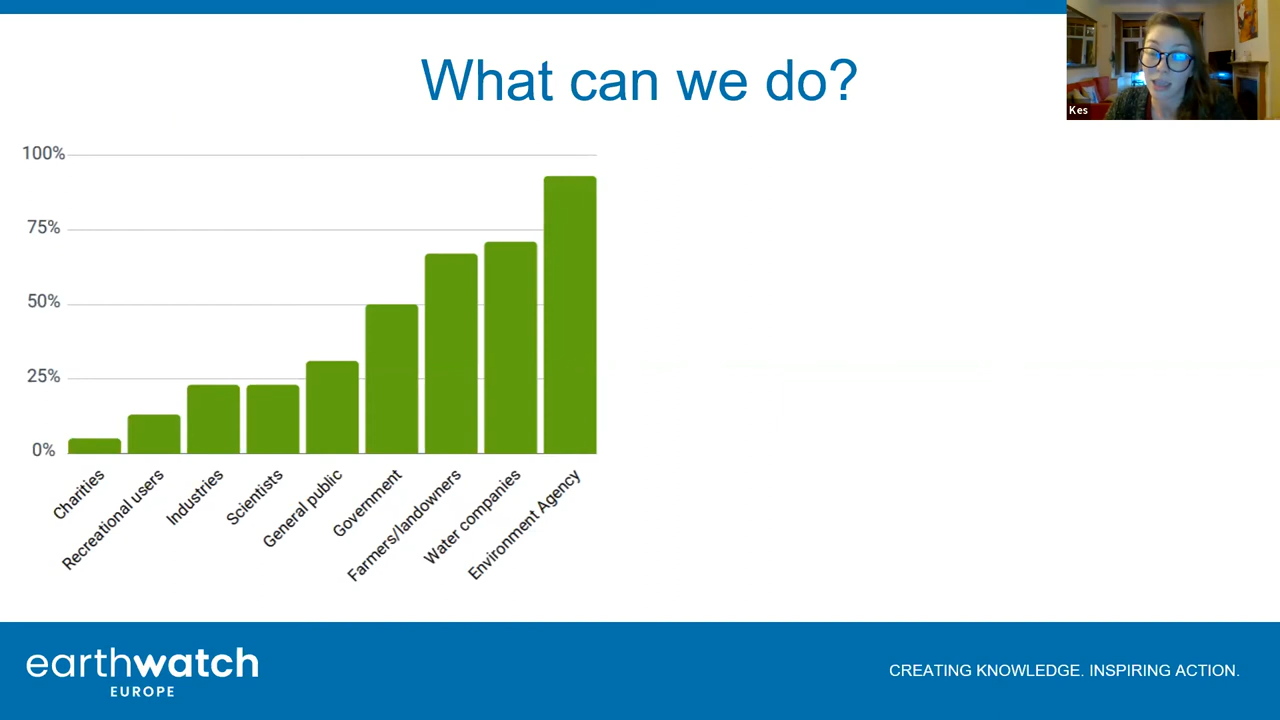 What can we do?
Kes
100%
75%
50%
25%
0%
Charities
Recreational users
Industries
Scientists
General public
Government
Farmers/landowners
Water companies
Environment Agency
earthwatch
EUROPE
CREATING KNOWLEDGE. INSPIRING ACTION.